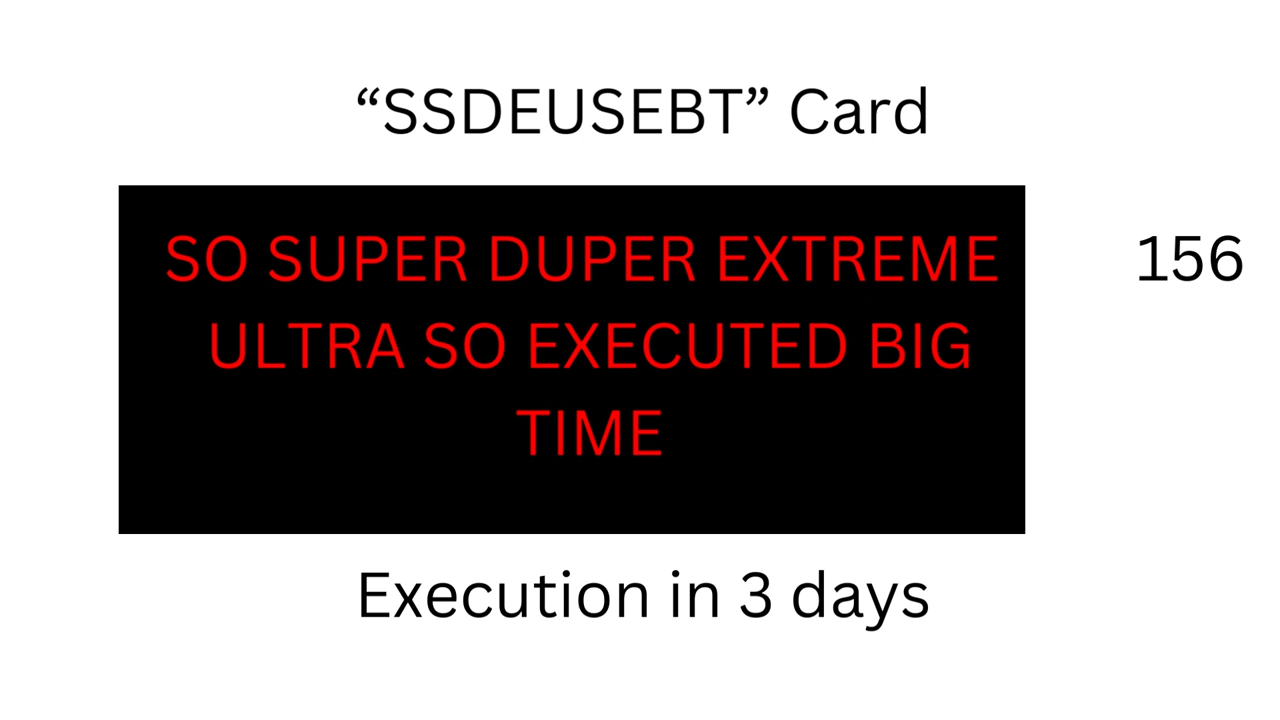 “SSDEUSEBT” Card
SO SUPER DUPER EXTREME
156
ULTRA SO EXECUTED BIG
TIME
Execution in 3 days